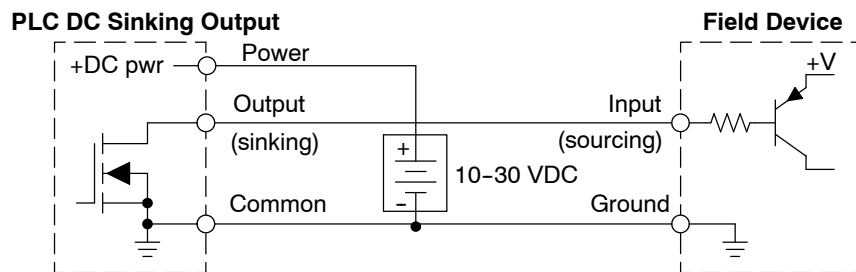 PLC DC Sinking Output
Field Device
+DC pwr
Power
+V
Output
(sinking)
Input
(sourcing)
+
10–30 VDC
–
Common
Ground